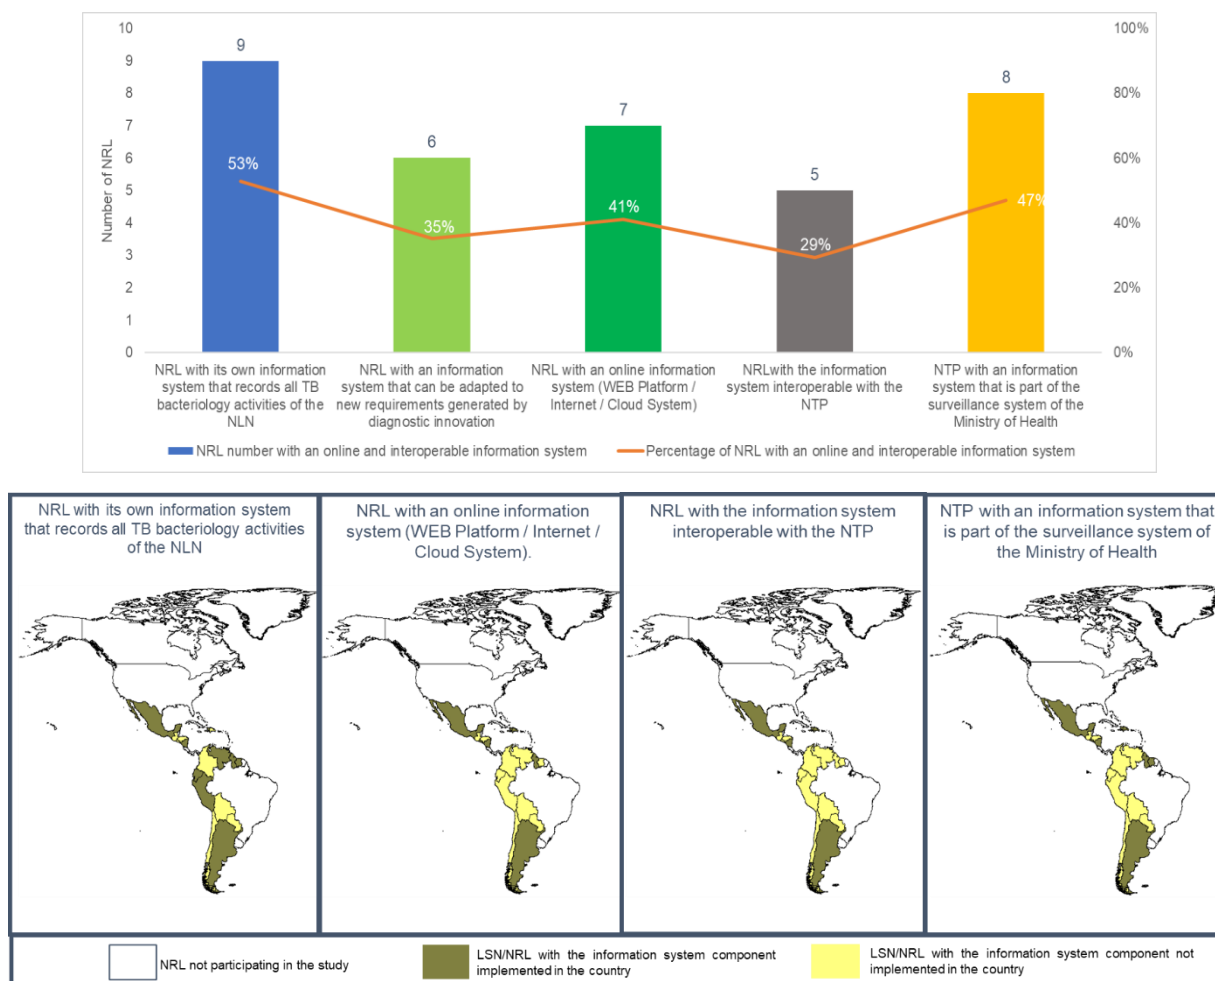 10
9
8
7
6
5
4
3
2
1
0
Number of NRL
100%
80%
60%
40%
20%
0%
9
6
7
5
8
53%
35%
41%
29%
47%
NRL with its own information
system that records all TB
bacteriology activities of the
NLN
NRL with an information
system that can be adapted to
new requirements generated by
diagnostic innovation
NRL with an online information
system (WEB Platform /
Internet / Cloud System)
NRLwith the information
system interoperable with the
NTP
NTP with an information
system that is part of the
surveillance system of the
Ministry of Health
NRL number with an online and interoperable information system
Percentage of NRL with an online and interoperable information system
NRL with its own information system
that records all TB bacteriology activities
of the NLN
NRL with an online information
system (WEB Platform / Internet /
Cloud System).
NRL with the information system
interoperable with the NTP
NTP with an information system that
is part of the surveillance system of
the Ministry of Health
NRL not participating in the study
LSN/NRL with the information system component
implemented in the country
LSN/NRL with the information system component not
implemented in the country